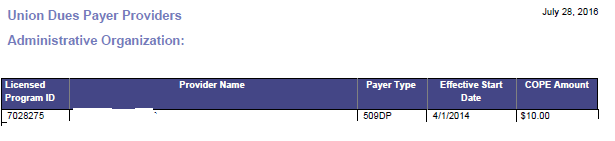 Union Dues Payer Providers
July 28, 2016
Administrative Organization:
Licensed Program ID
Provider Name
Payer Type
Effective Start Date
COPE Amount
7028275
509DP
4/1/2014
$10.00